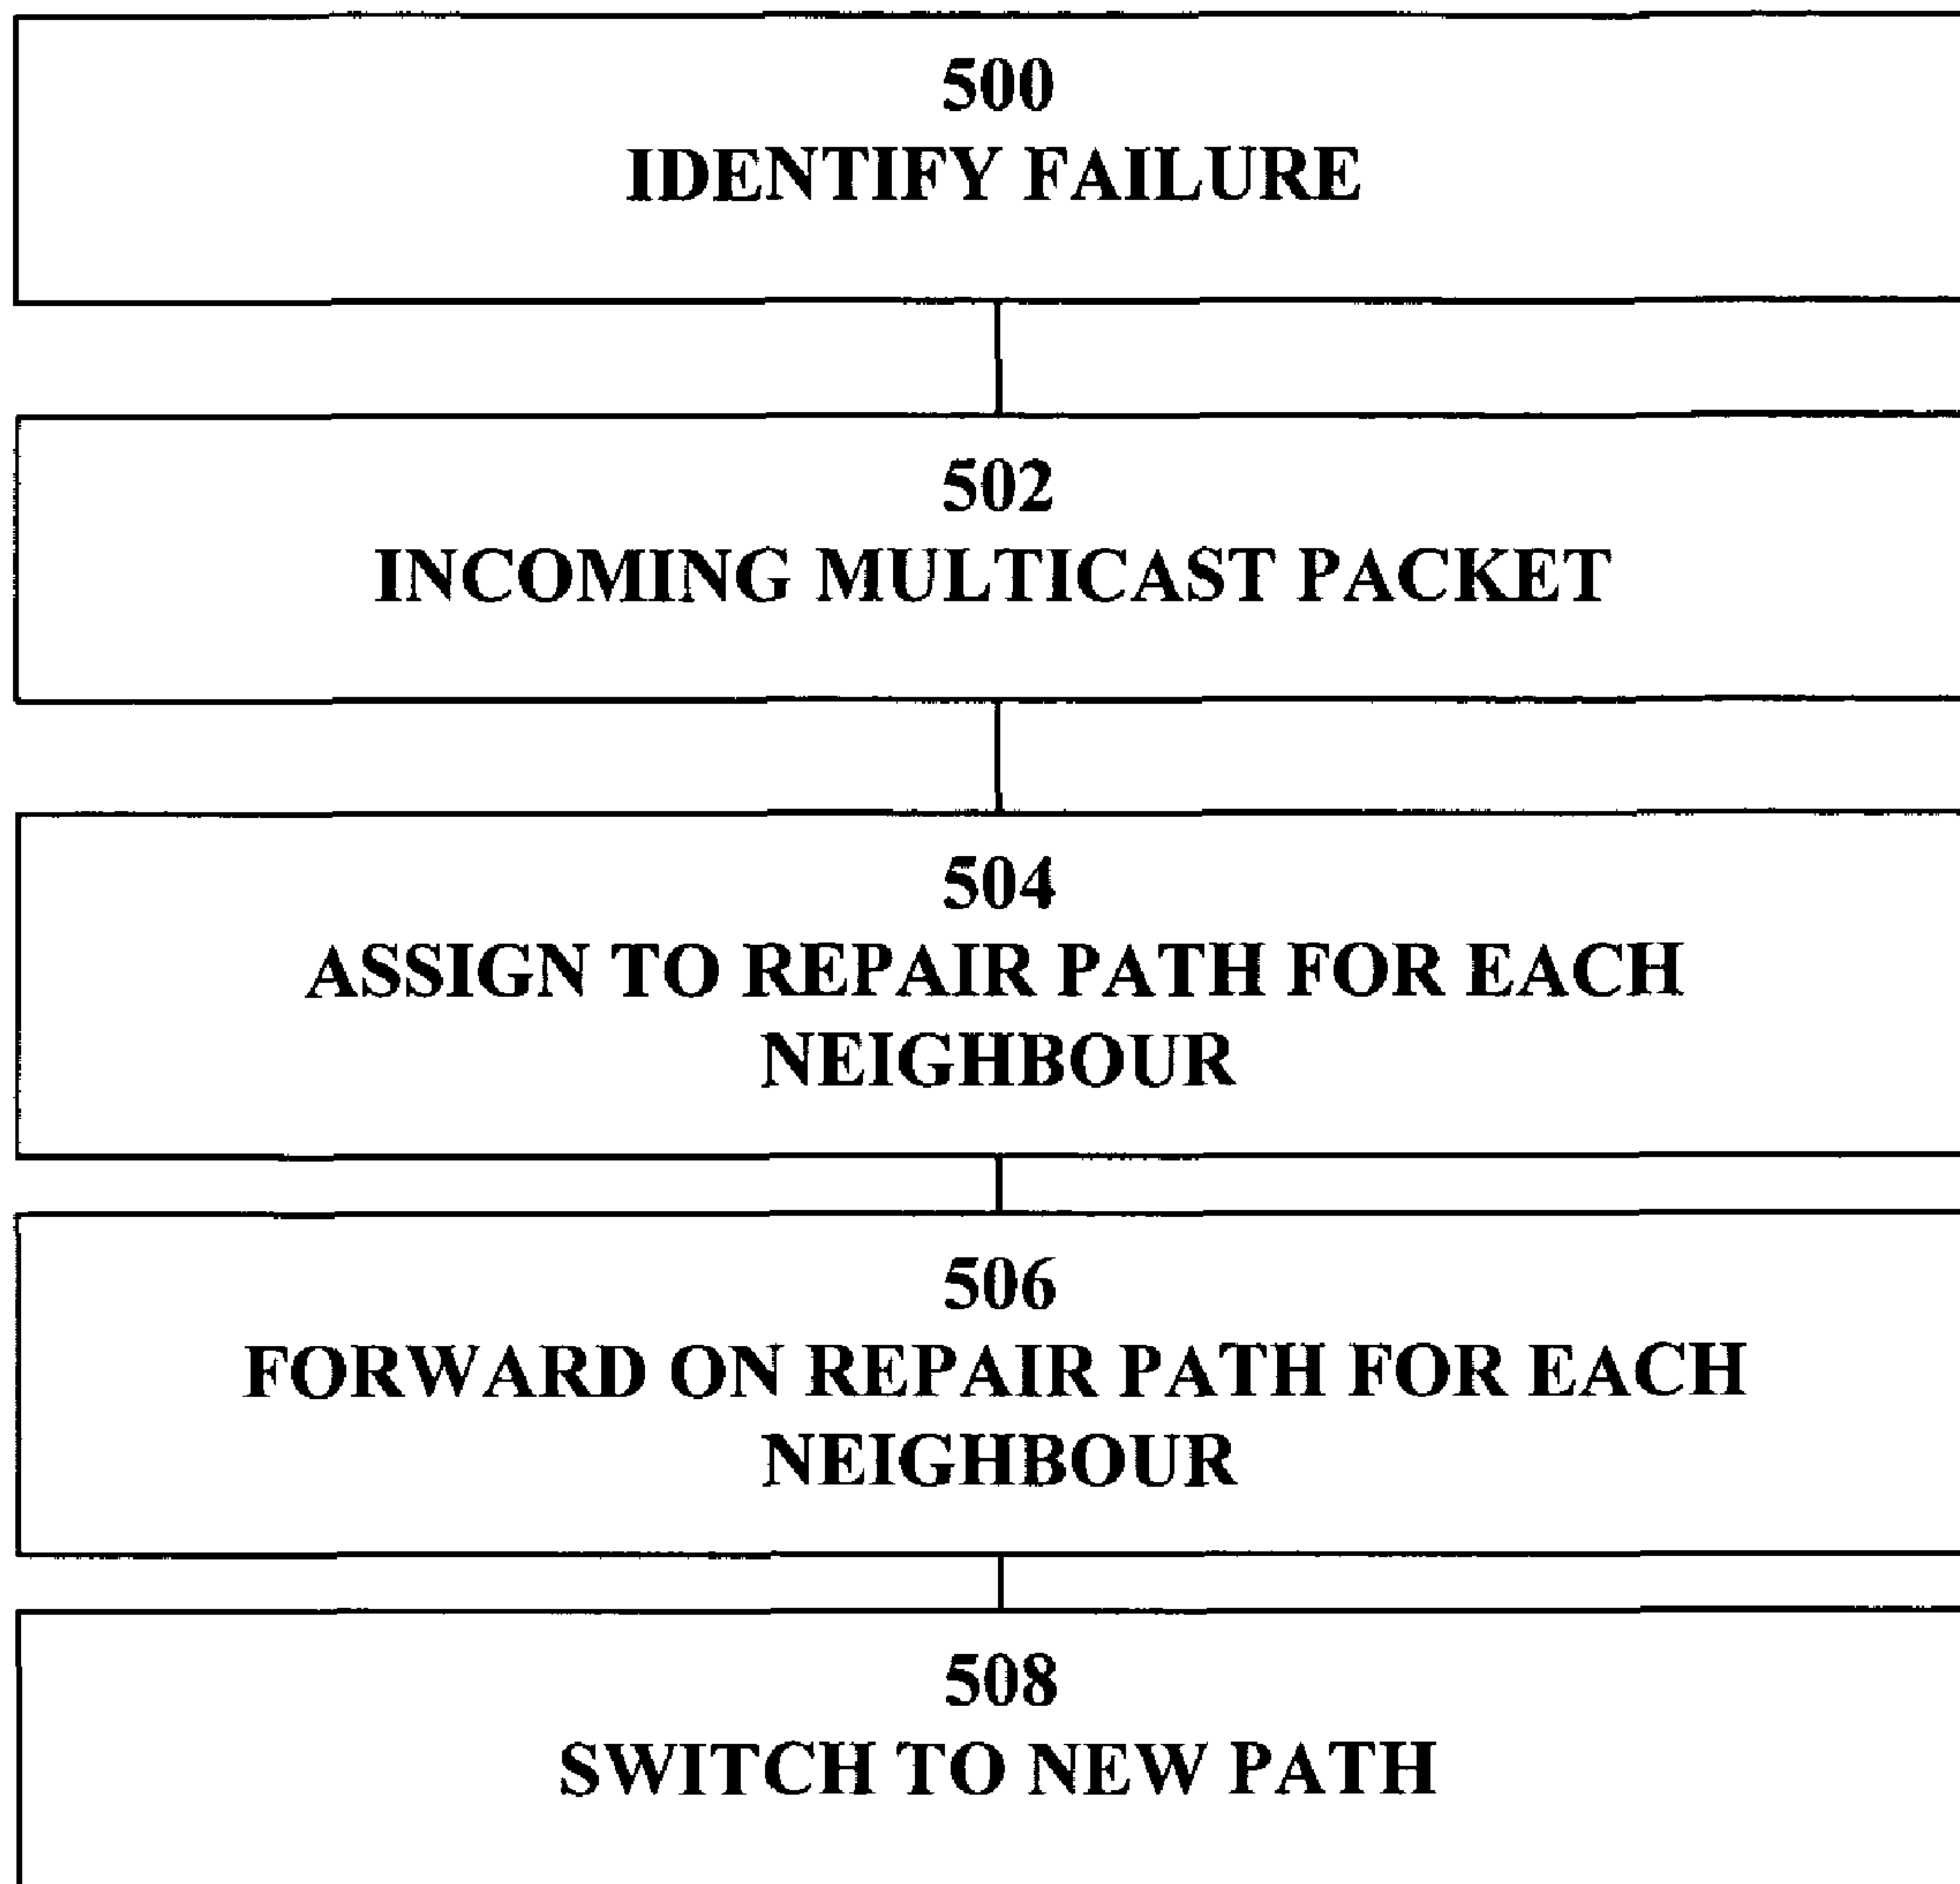 500
IDENTIFY FAILURE
502
INCOMING MULTICAST PACKET
504
ASSIGN TO REPAIR PATH FOR EACH
NEIGHBOUR
506
FORWARD ON REPAIR PATH FOR EACH
NEIGHBOUR
508
SWITCH TO NEW PATH